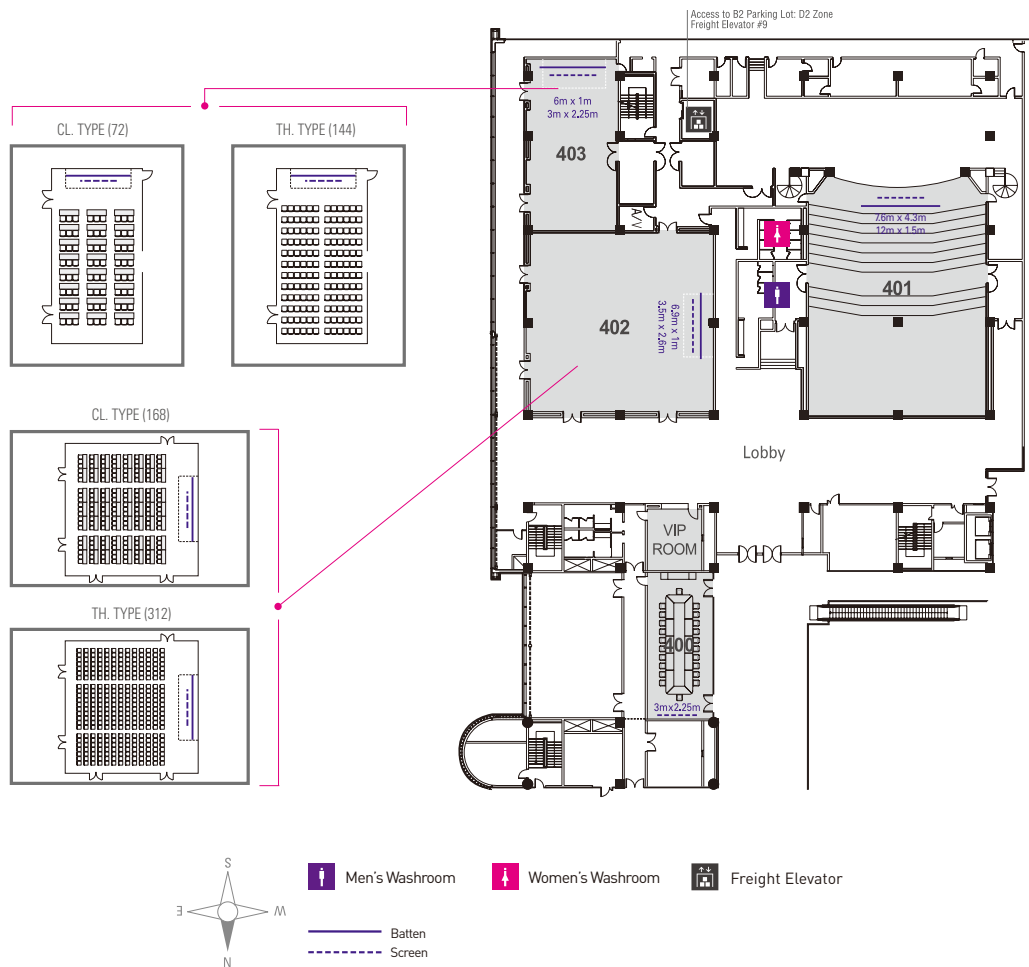 Access to B2 Parking Lot: D2 Zone
Freight Elevator #9
CL. TYPE (72)
TH. TYPE (144)
6m x 1m
3m x 2.25m
403
A/V
7.6m x 4.3m
12m x 1.5m
401
402
6.9m x 1m
3.5m x 2.6m
CL. TYPE (168)
Lobby
VIP
ROOM
TH. TYPE (312)
400
3mx2.25m
S
E
W
N
Men's Washroom
Women's Washroom
Freight Elevator
Batten
Screen